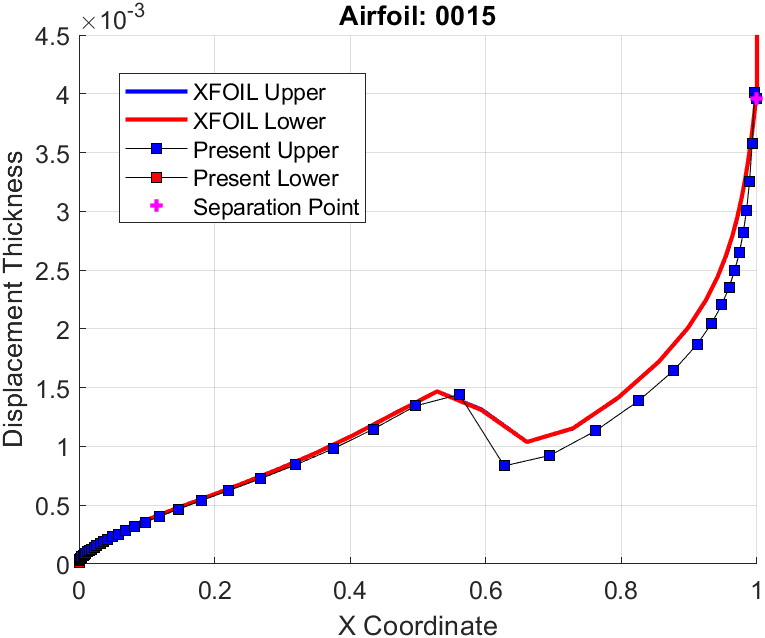 Airfoil: 0015
×10-3
4.5
4
3.5
3
2.5
2
1.5
1
0.5
0
Displacement Thickness
XFOIL Upper
XFOIL Lower
Present Upper
Present Lower
Separation Point
0 0.2 0.4 0.6 0.8 1
X Coordinate